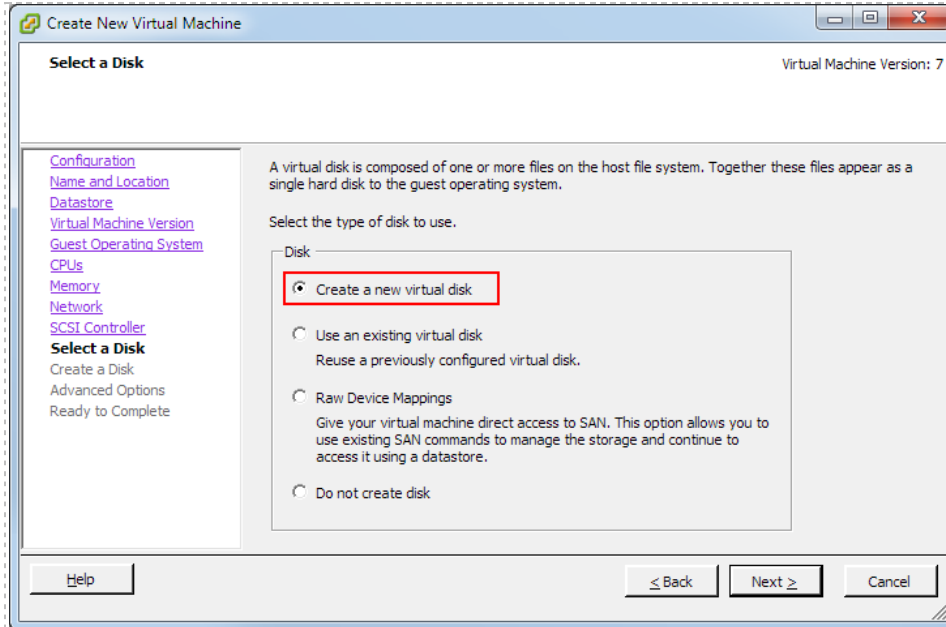 Create New Virtual Machine
Select a Disk
Virtual Machine Version: 7
Configuration
Name and Location
Datastore
Virtual Machine Version
Guest Operating System
CPUs
Memory
Network
SCSI Controller
Select a Disk
Create a Disk
Advanced Options
Ready to Complete
A virtual disk is composed of one or more files on the host file system. Together these files appear as a
single hard disk to the guest operating system.
Select the type of disk to use.
Disk
Create a new virtual disk
Use an existing virtual disk
Reuse a previously configured virtual disk.
Raw Device Mappings
Give your virtual machine direct access to SAN. This option allows you to
use existing SAN commands to manage the storage and continue to
access it using a datastore.
Do not create disk
Help
< Back
Next >
Cancel